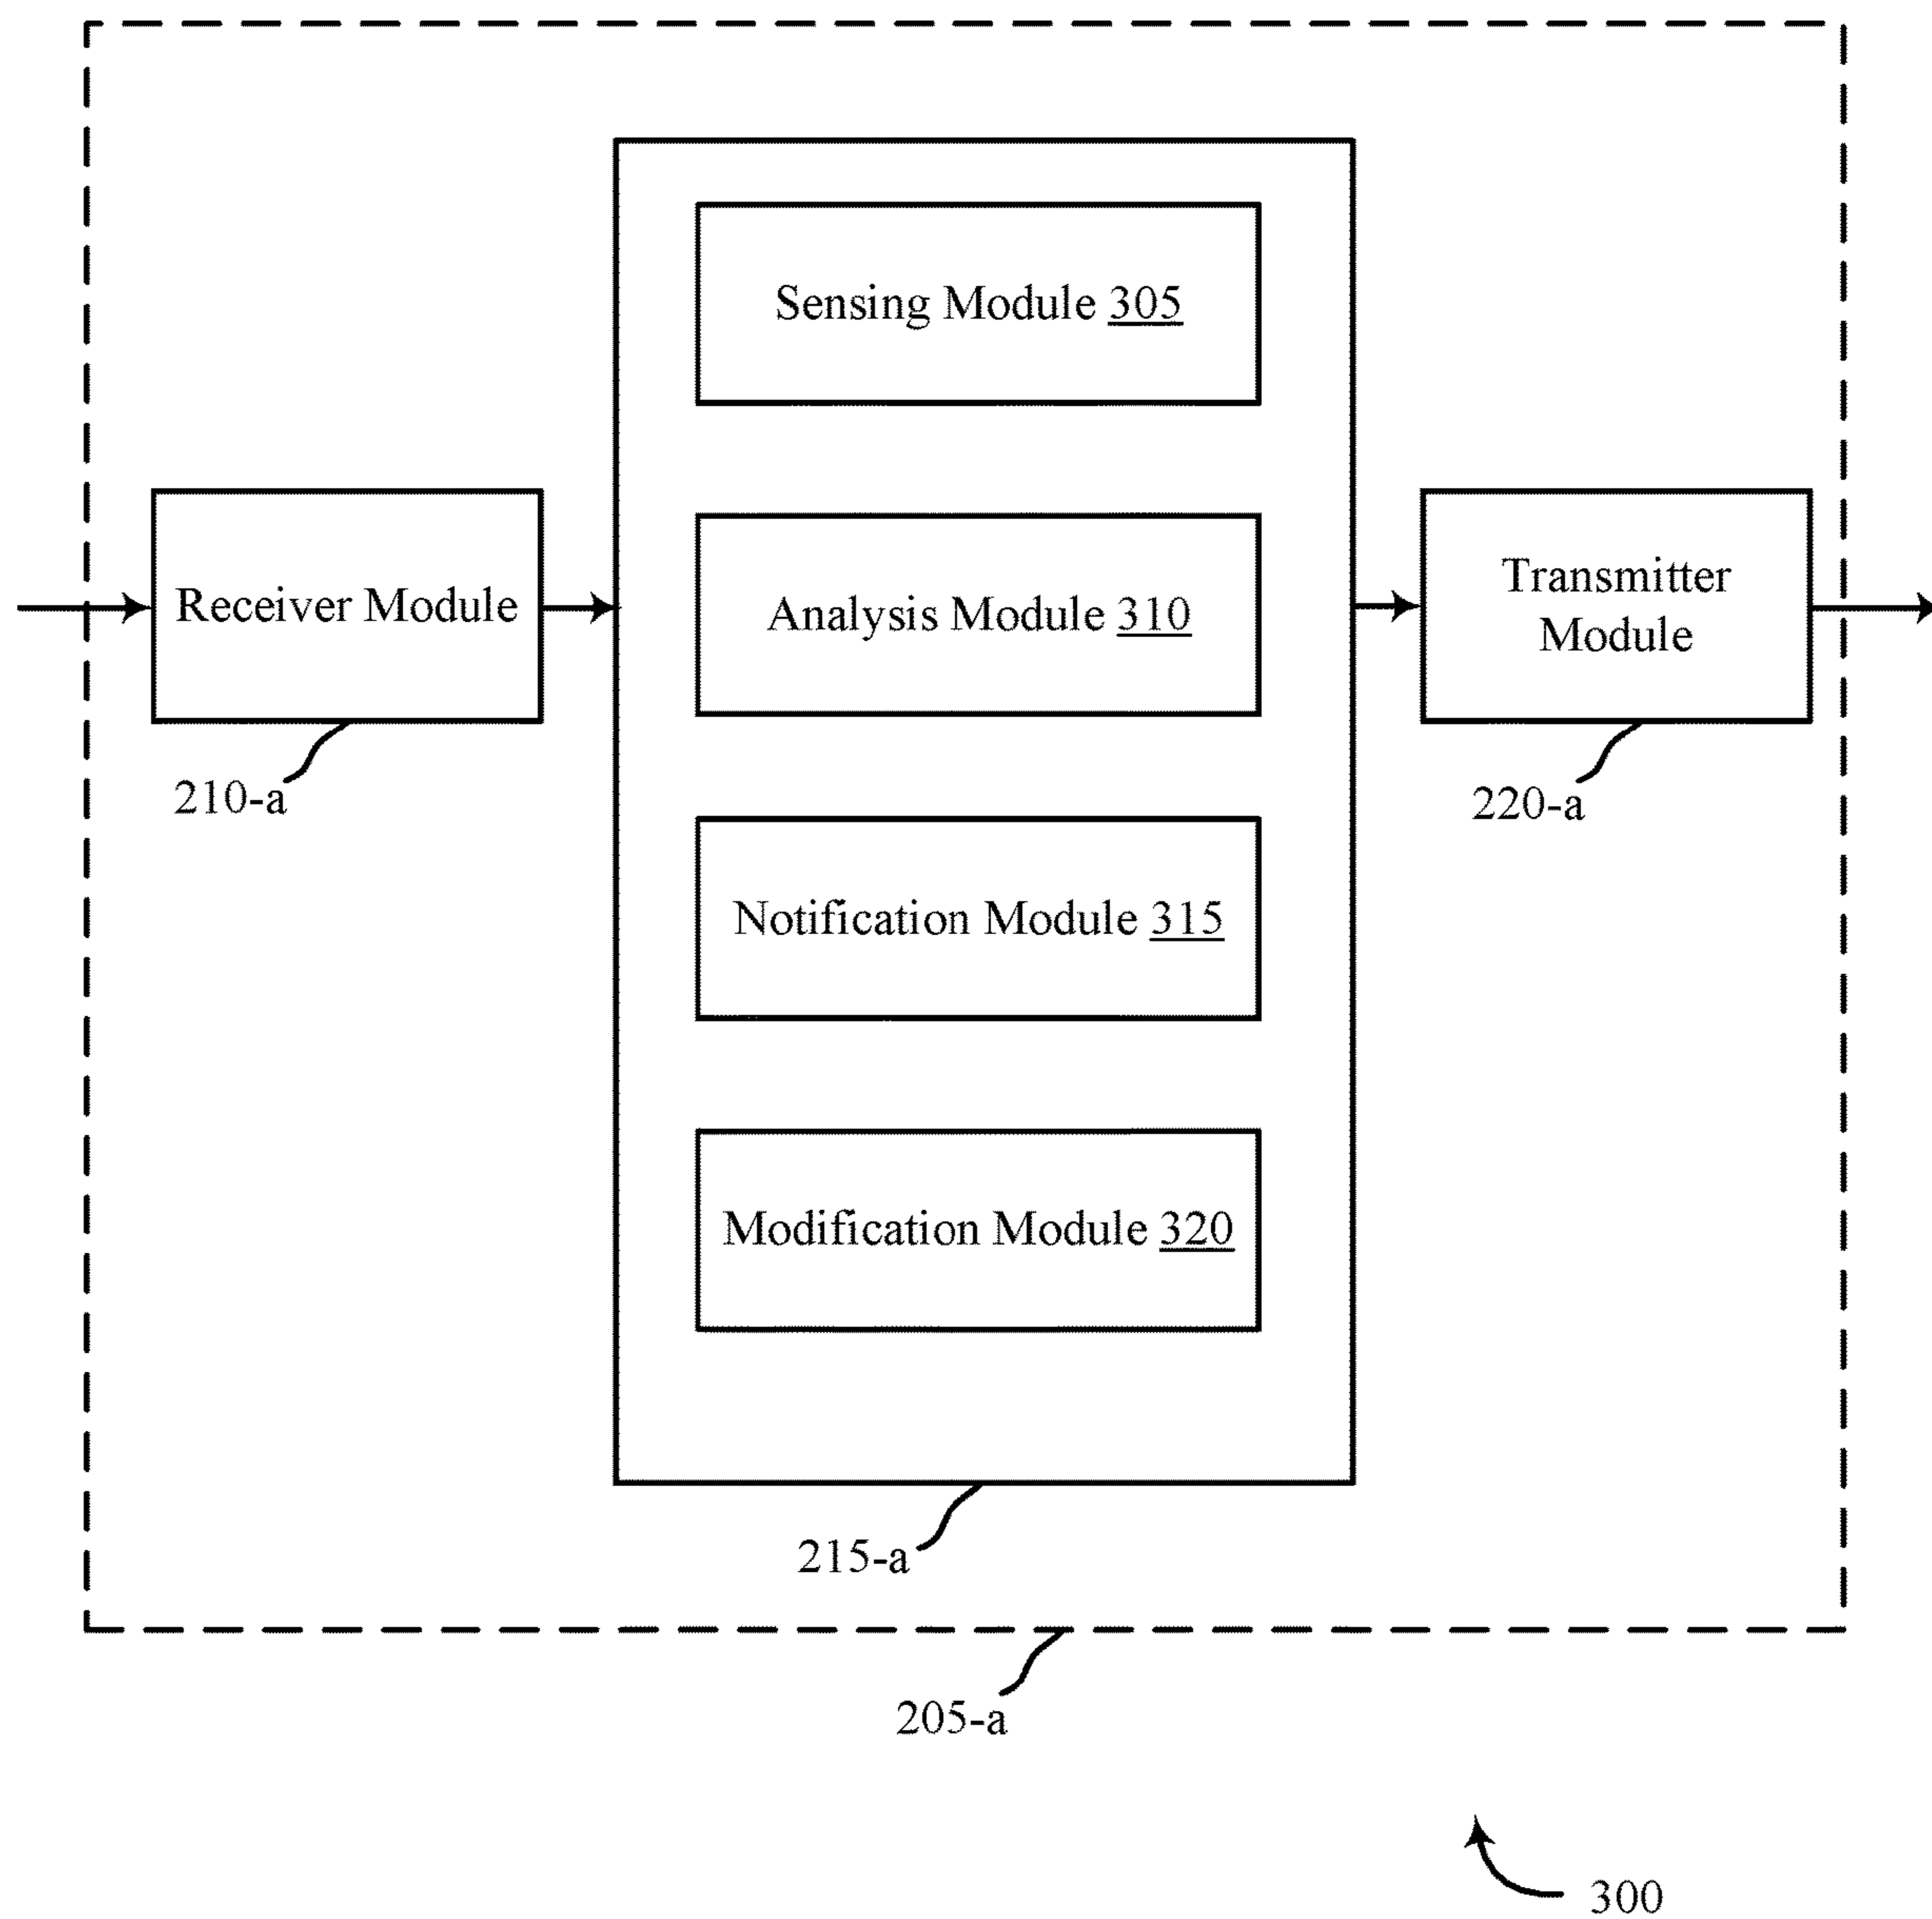 Sensing Module 305
Receiver Module
Analysis Module 310
Transmitter
Module
210-a
220-a
Notification Module 315
Modification Module 320
215-a
205-a
300